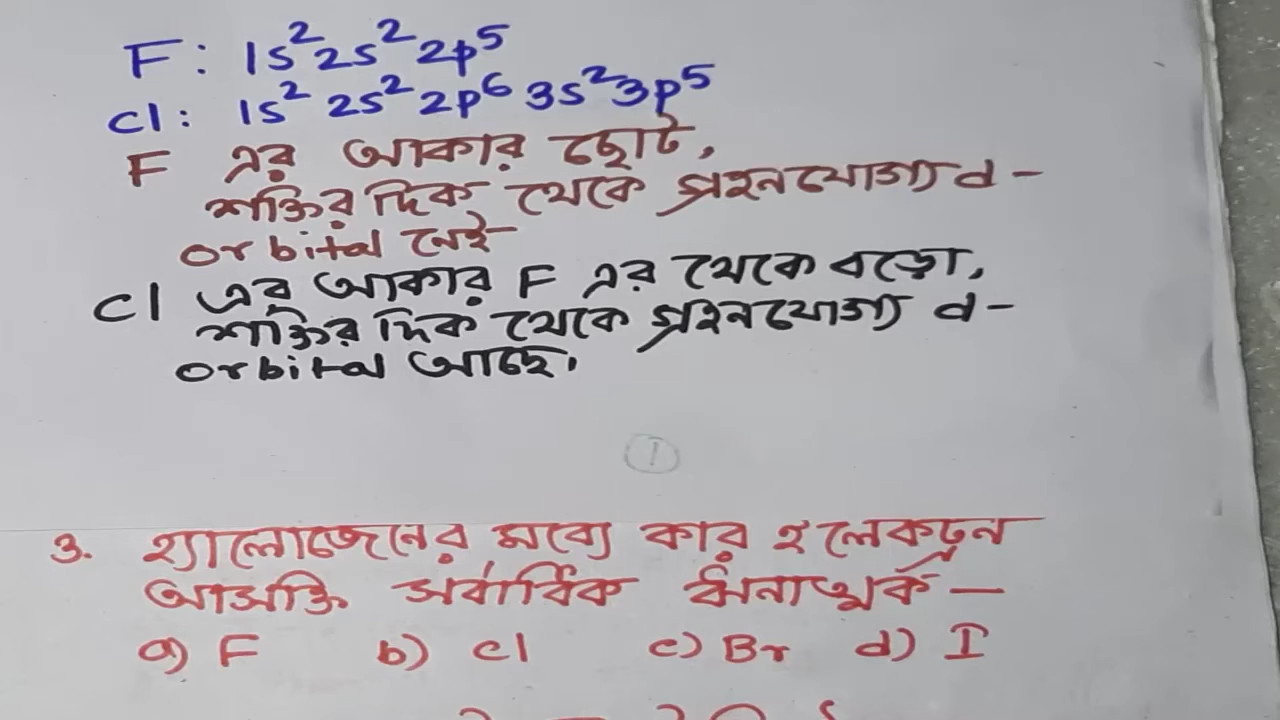 F: 1s² 2s² 2p⁵
Cl: 1s² 2s² 2p⁶ 3s² 3p⁵
F এর আকার ছোট,
শক্তির দিক থেকে গ্রহনযোগ্য d-
orbital নেই
Cl এর আকার F এর থেকে বড়ো,
শক্তির দিক থেকে গ্রহনযোগ্য d-
orbital আছে।
1
3. হ্যালোজেনের মধ্যে কার ইলেকট্রন
আসক্তি সর্বাধিক ঋনাত্মক —
a) F b) Cl c) Br d) I